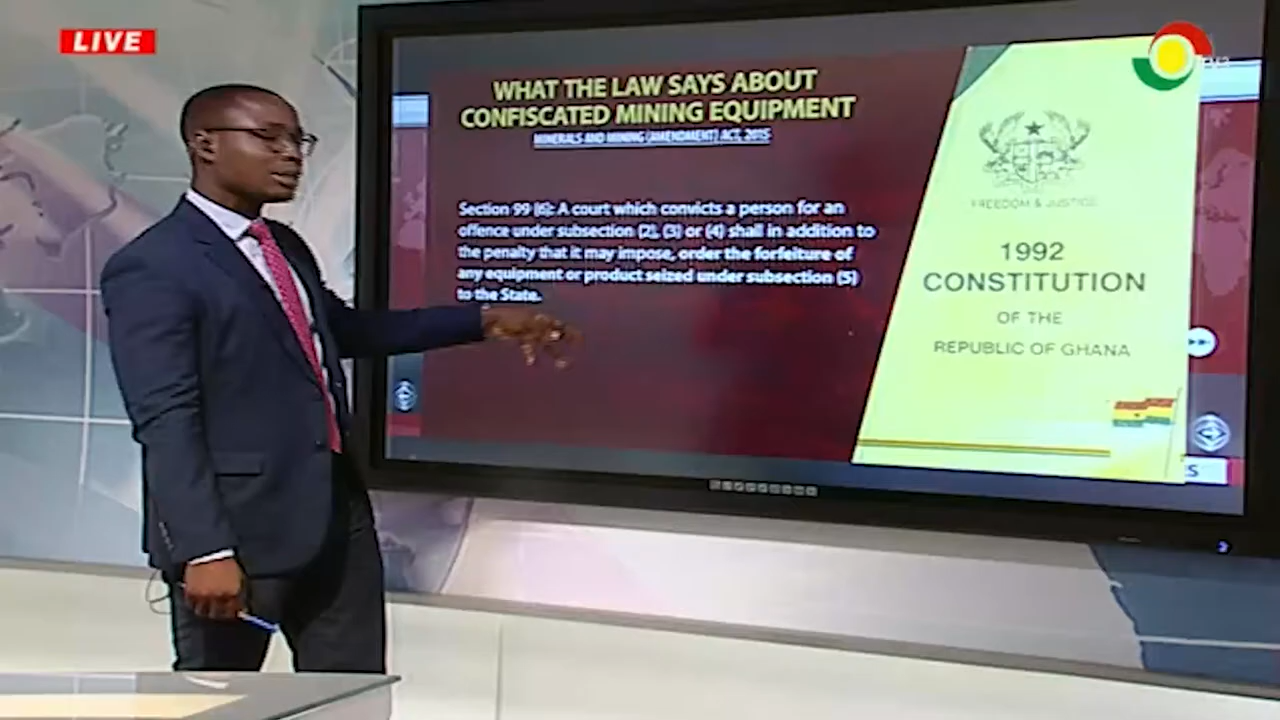 LIVE
WHAT THE LAW SAYS ABOUT
CONFISCATED MINING EQUIPMENT
MINERALS AND MINING (AMENDMENT) ACT, 2015
Section 99 (6): A court which convicts a person for an
offence under subsection (2), (3) or (4) shall in addition to
the penalty that it may impose, order the forfeiture of
any equipment or product seized under subsection (5)
to the State.
FREEDOM & JUSTICE
1992
CONSTITUTION
OF THE
REPUBLIC OF GHANA
S